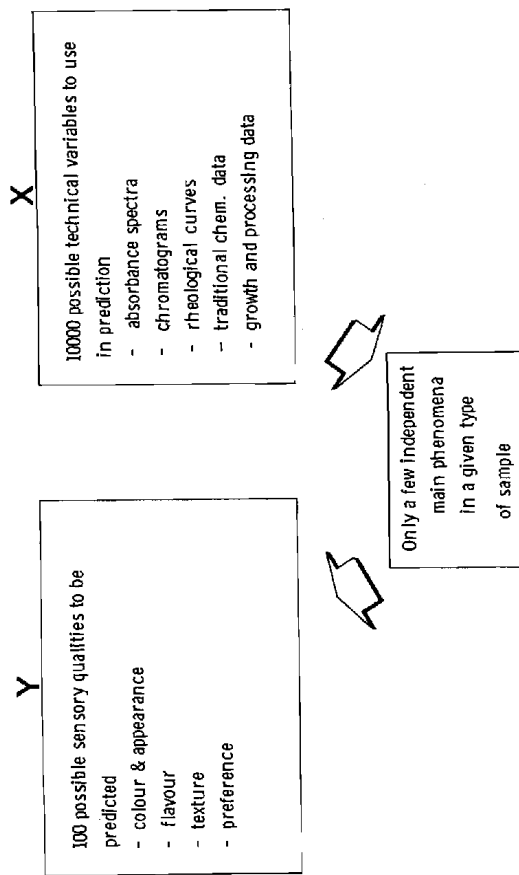 Y
100 possible sensory qualities to be
predicted
- colour & appearance
- flavour
- texture
- preference
X
10000 possible technical variables to use
in prediction
- absorbance spectra
- chromatograms
- rheological curves
- traditional chem. data
- growth and processing data
Only a few independent
main phenomena
in a given type
of sample